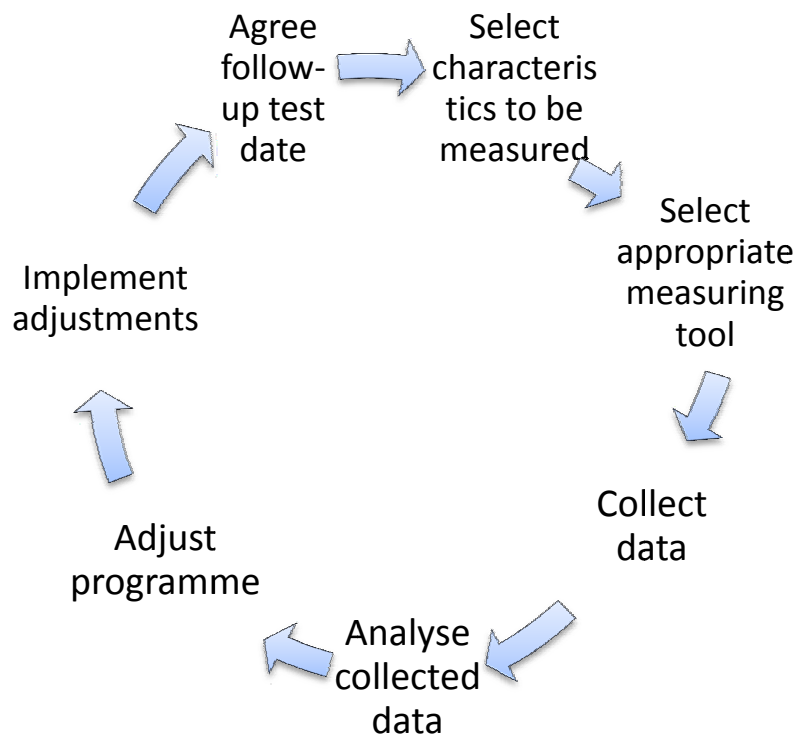 Agree
follow-
up test
date
Select
characteris
tics to be
measured
Select
appropriate
measuring
tool
Collect
data
Analyse
collected
data
Adjust
programme
Implement
adjustments